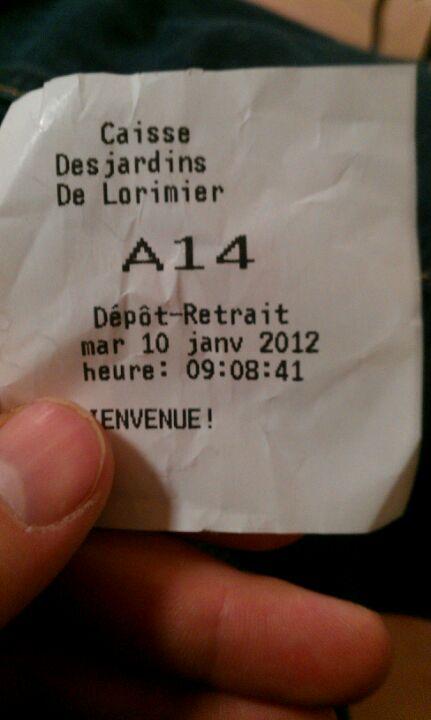 Caisse
Desjardins
De Lorimier
A14
Dépôt-Retrait
mar 10 janv 2012
heure: 09:08:41
IENVENUE!